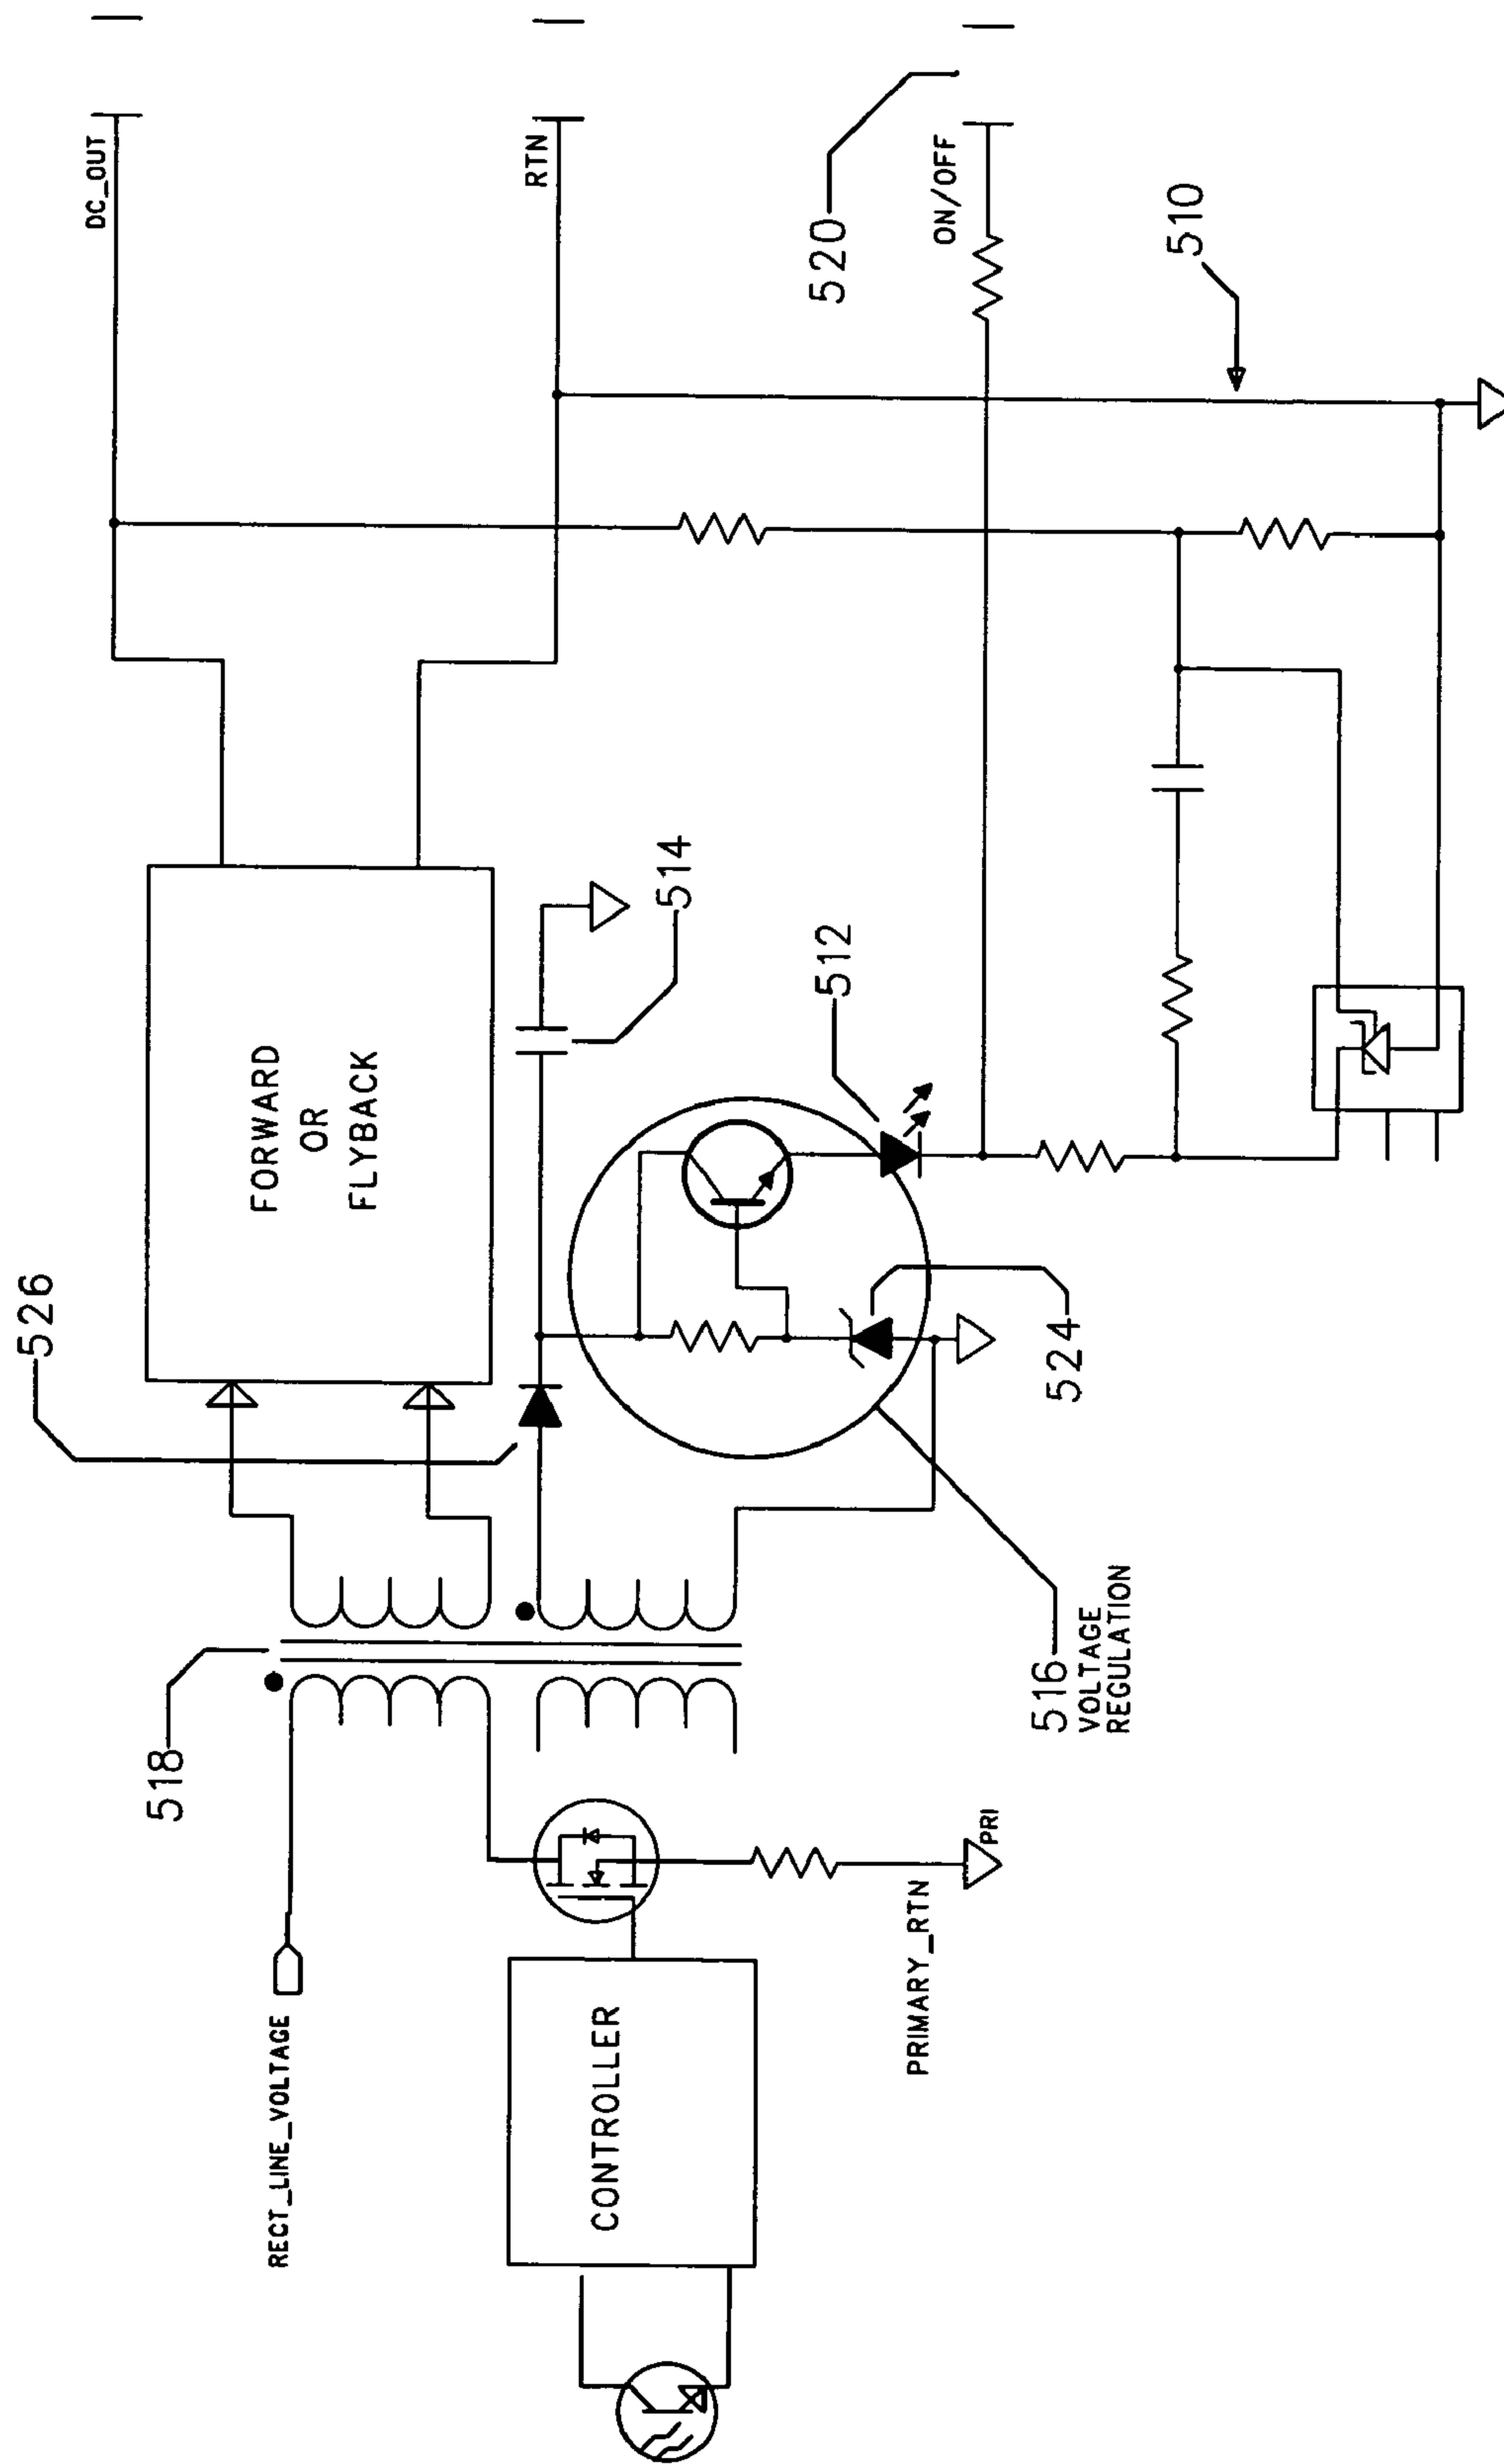 DC_OUT
RTN
520
ON/OFF
510
526
FORWARD
OR
FLYBACK
514
512
524
518
516
VOLTAGE
REGULATION
RECT_LINE_VOLTAGE
CONTROLLER
PRIMARY_RTN
PRI